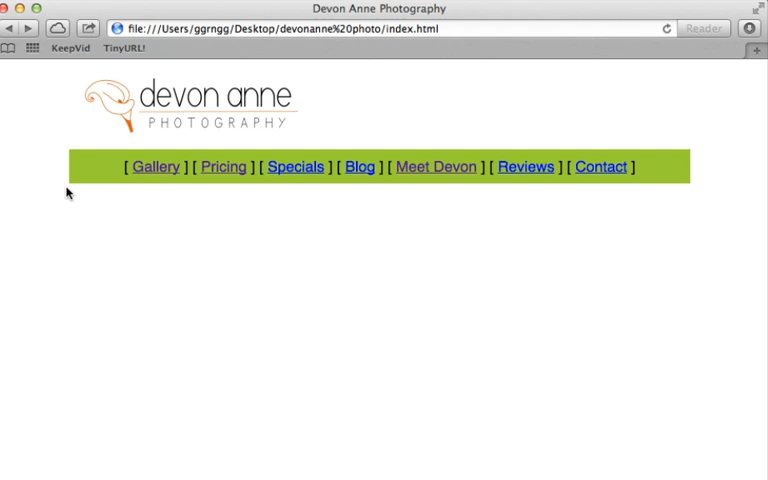 Devon Anne Photography
file:///Users/ggrngg/Desktop/devonanne%20photo/index.html
Reader
KeepVid TinyURL!
devon anne
PHOTOGRAPHY
[ Gallery ] [ Pricing ] [ Specials ] [ Blog ] [ Meet Devon ] [ Reviews ] [ Contact ]